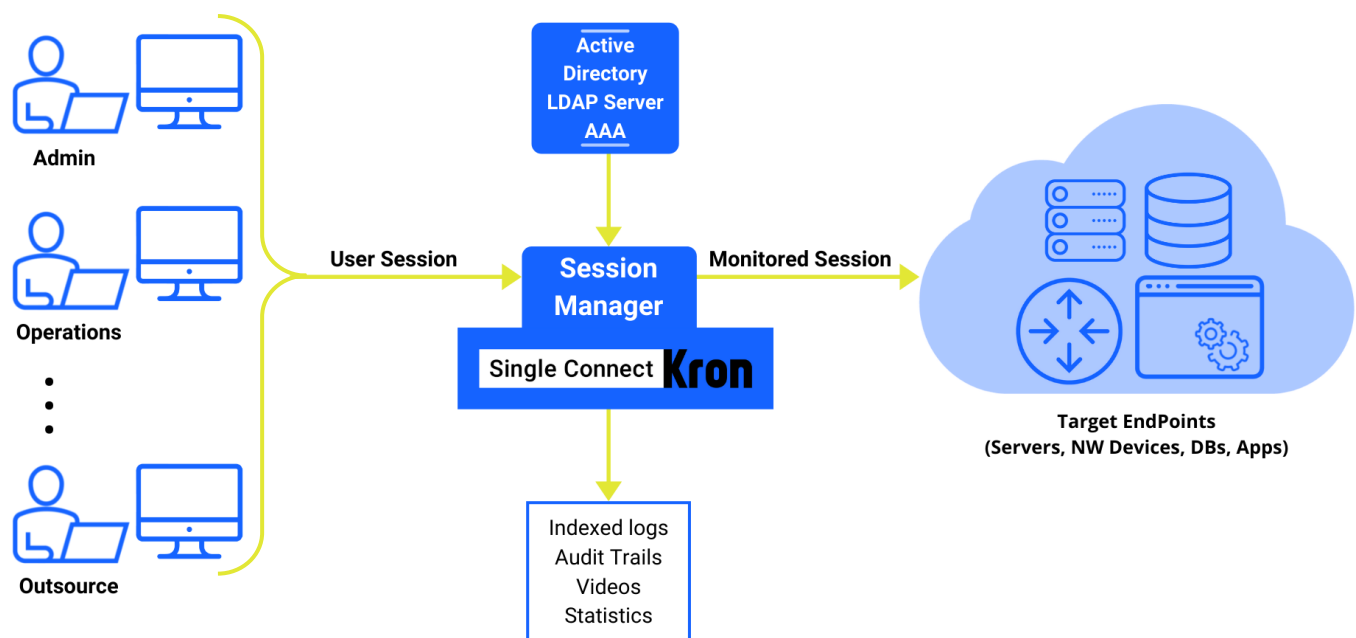 Admin
Operations
Outsource
User Session
Active
Directory
LDAP Server
AAA
Session
Manager
Single Connect Kron
Indexed logs
Audit Trails
Videos
Statistics
Monitored Session
Target EndPoints
(Servers, NW Devices, DBs, Apps)